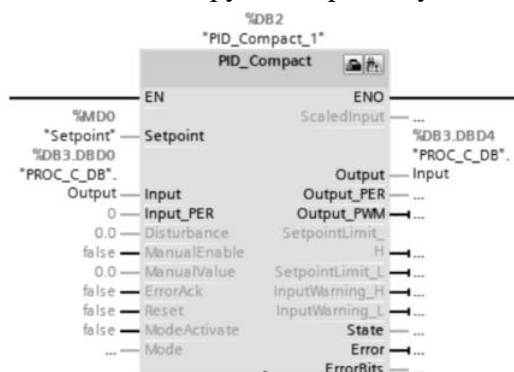 %DB2
"PID_Compact_1"
PID_Compact
EN ENO
%MD0 ScaledInput ...
"Setpoint" Setpoint %DB3.DBD4
%DB3.DBD0 "PROC_C_DB".
"PROC_C_DB". Output Input
Output Input Output_PER ...
0 Input_PER Output_PWM ...
0.0 Disturbance SetpointLimit_
false ManualEnable H ...
0.0 ManualValue SetpointLimit_L ...
false ErrorAck InputWarning_H ...
false Reset InputWarning_L ...
false ModeActivate State ...
... Mode Error ...
ErrorBits ...